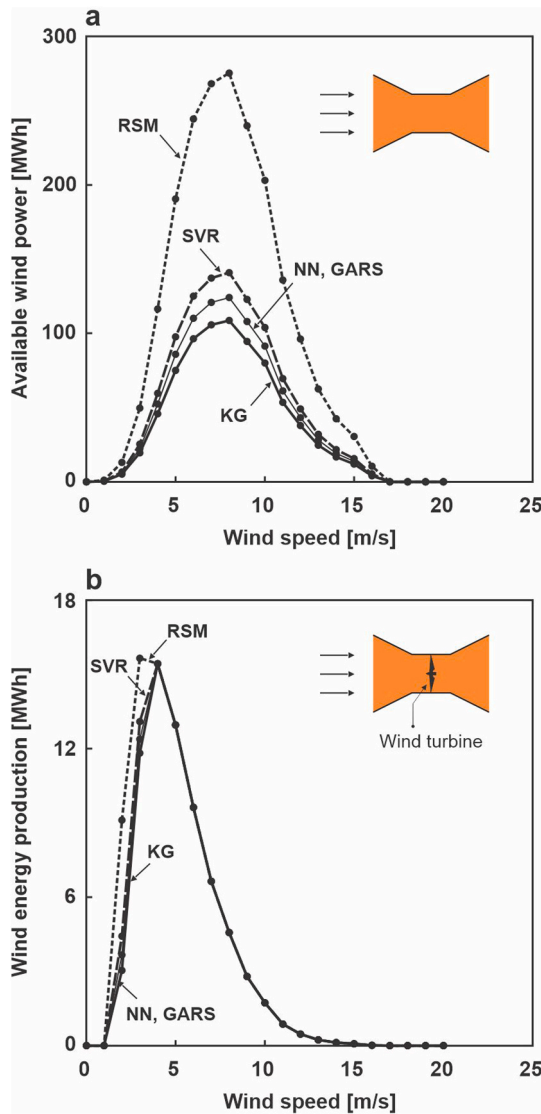 a
Available wind power [MWh]
300
200
100
0
RSM
SVR
NN, GARS
KG
0 5 10 15 20 25
Wind speed [m/s]
b
Wind energy production [MWh]
18
12
6
0
RSM
SVR
KG
NN, GARS
Wind turbine
0 5 10 15 20 25
Wind speed [m/s]